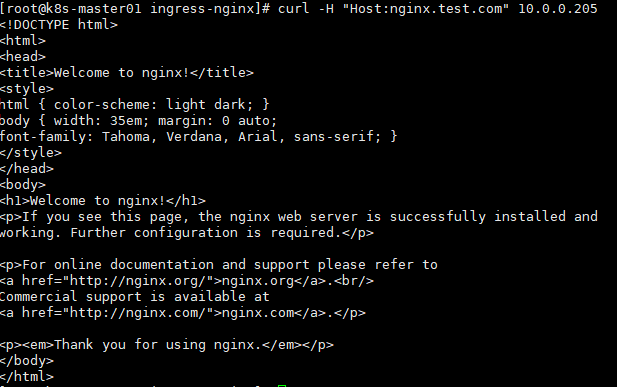 [root@k8s-master01 ingress-nginx]# curl -H "Host:nginx.test.com" 10.0.0.205
<!DOCTYPE html>
<html>
<head>
<title>Welcome to nginx!</title>
<style>
html { color-scheme: light dark; }
body { width: 35em; margin: 0 auto;
font-family: Tahoma, Verdana, Arial, sans-serif; }
</style>
</head>
<body>
<h1>Welcome to nginx!</h1>
<p>If you see this page, the nginx web server is successfully installed and
working. Further configuration is required.</p>

<p>For online documentation and support please refer to
<a href="http://nginx.org/">nginx.org</a>.<br/>
Commercial support is available at
<a href="http://nginx.com/">nginx.com</a>.</p>

<p><em>Thank you for using nginx.</em></p>
</body>
</html>